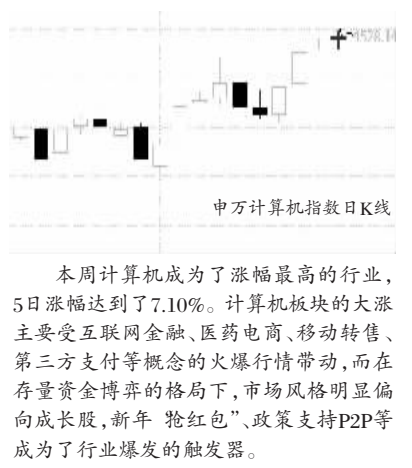 3528.14
申万计算机指数日K线
本周计算机成为了涨幅最高的行业，
5日涨幅达到了7.10%。计算机板块的大涨
主要受互联网金融、医药电商、移动转售、
第三方支付等概念的火爆行情带动，而在
存量资金博弈的格局下，市场风格明显偏
向成长股，新年 抢红包”、政策支持P2P等
成为了行业爆发的触发器。